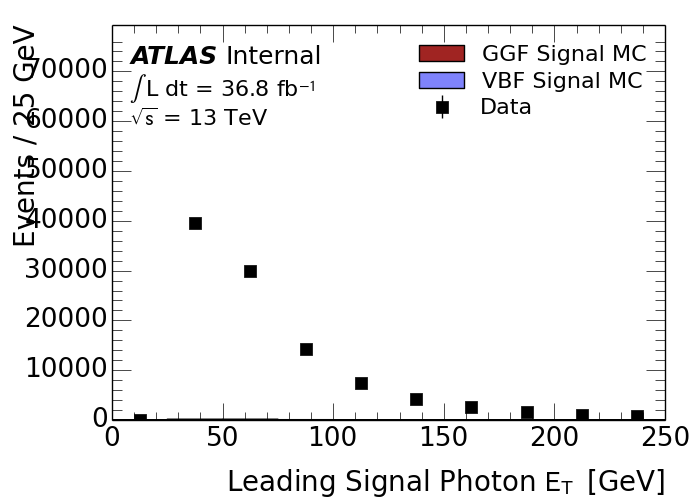 ATLAS Internal
∫L dt = 36.8 fb⁻¹
√s = 13 TeV
GGF Signal MC
VBF Signal MC
Data
Events / 25 GeV
70000
60000
50000
40000
30000
20000
10000
0
0 50 100 150 200 250
Leading Signal Photon E_T [GeV]